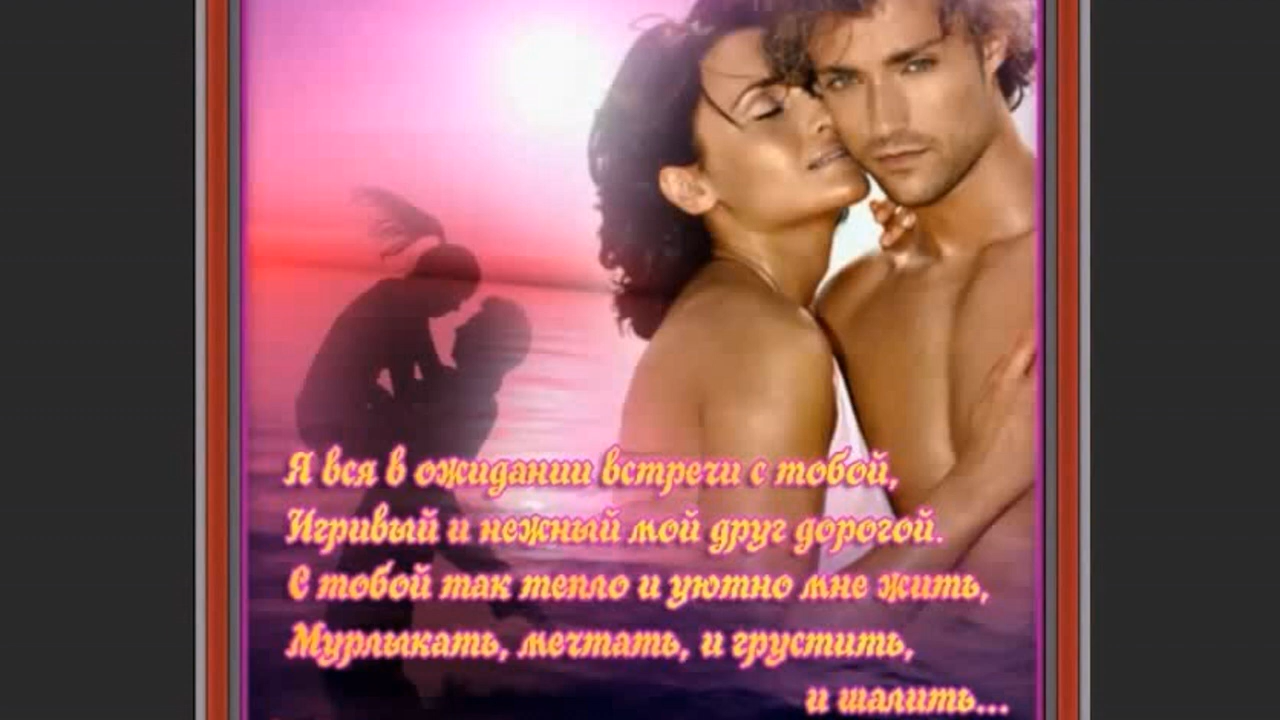 Я вся в ожидании встречи с тобой,
Игривый и нежный мой друг дорогой.
С тобой так тепло и уютно мне жить,
Мурлыкать, мечтать, и грустить,
и шалить...